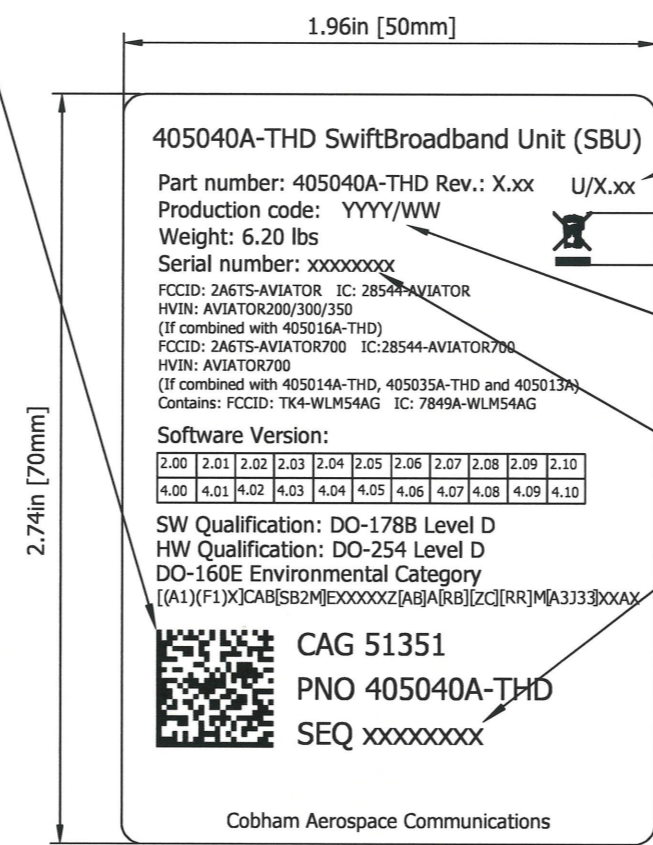 1.96in [50mm]
2.74in [70mm]
405040A-THD SwiftBroadband Unit (SBU)
Part number: 405040A-THD Rev.: X.xx U/X.xx
Production code: YYYY/WW
Weight: 6.20 lbs
Serial number: xxxxxxxx
FCCID: 2A6TS-AVIATOR IC: 28544-AVIATOR
HVIN: AVIATOR200/300/350
(If combined with 405016A-THD)
FCCID: 2A6TS-AVIATOR700 IC:28544-AVIATOR700
HVIN: AVIATOR700
(If combined with 405014A-THD, 405035A-THD and 405013A)
Contains: FCCID: TK4-WLM54AG IC: 7849A-WLM54AG
Software Version:
2.00 2.01 2.02 2.03 2.04 2.05 2.06 2.07 2.08 2.09 2.10
4.00 4.01 4.02 4.03 4.04 4.05 4.06 4.07 4.08 4.09 4.10
SW Qualification: DO-178B Level D
HW Qualification: DO-254 Level D
DO-160E Environmental Category
[(A1)(F1)X]CAB[SB2M]EXXXXXZ[AB]A[RB][ZC][RR]M[A3J33]XXAX
CAG 51351
PNO 405040A-THD
SEQ xxxxxxxx
Cobham Aerospace Communications